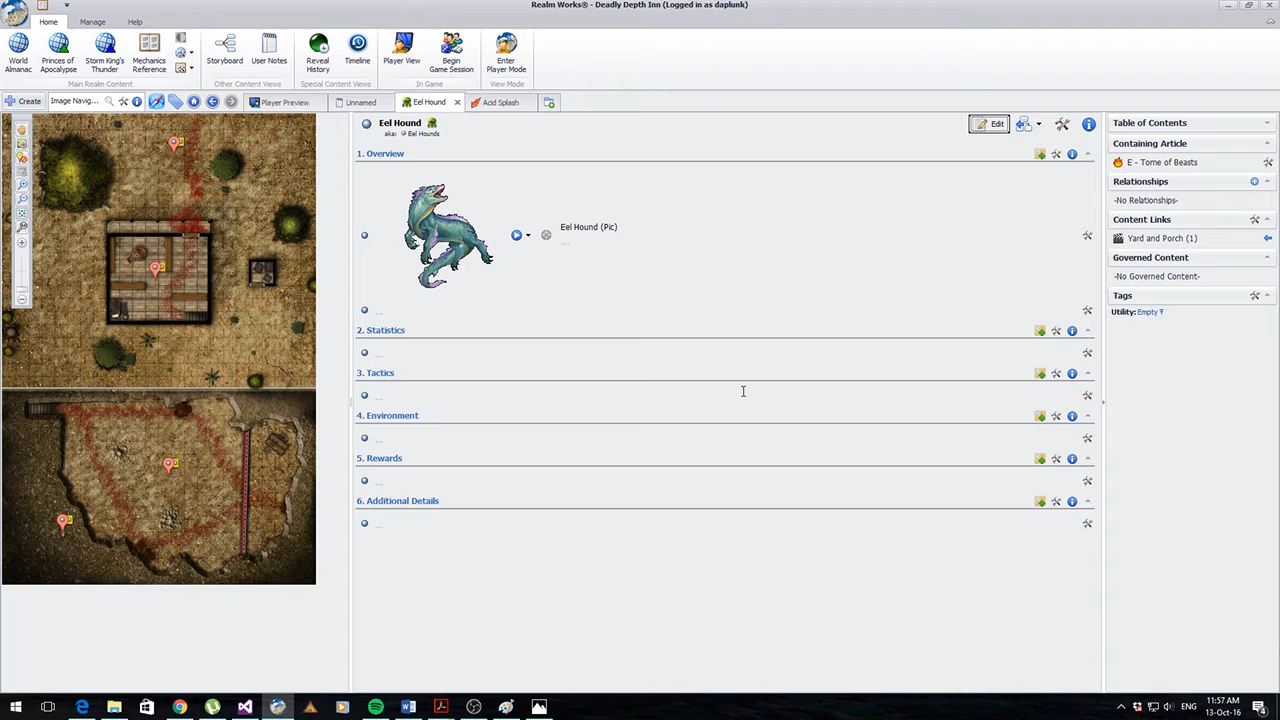 Realm Works® - Deadly Depth Inn (Logged in as daplunk)
Home Manage Help
World Almanac
Princes of Apocalypse
Storm King's Thunder
Mechanics Reference
Storyboard
User Notes
Reveal History
Timeline
Player View
Begin Game Session
Enter Player Mode
Main Realm Content
Other Content Views
Special Content Views
In Game
View Mode
Create
Image Navig...
Player Preview
Unnamed
Eel Hound
Acid Splash
Eel Hound
aka: Eel Hounds
Edit
1. Overview
Eel Hound (Pic)
...
...
2. Statistics
...
3. Tactics
...
4. Environment
...
5. Rewards
...
6. Additional Details
...
Table of Contents
Containing Article
E - Tome of Beasts
Relationships
-No Relationships-
Content Links
Yard and Porch (1)
Governed Content
-No Governed Content-
Tags
Utility: Empty
11:57 AM
13-Oct-16